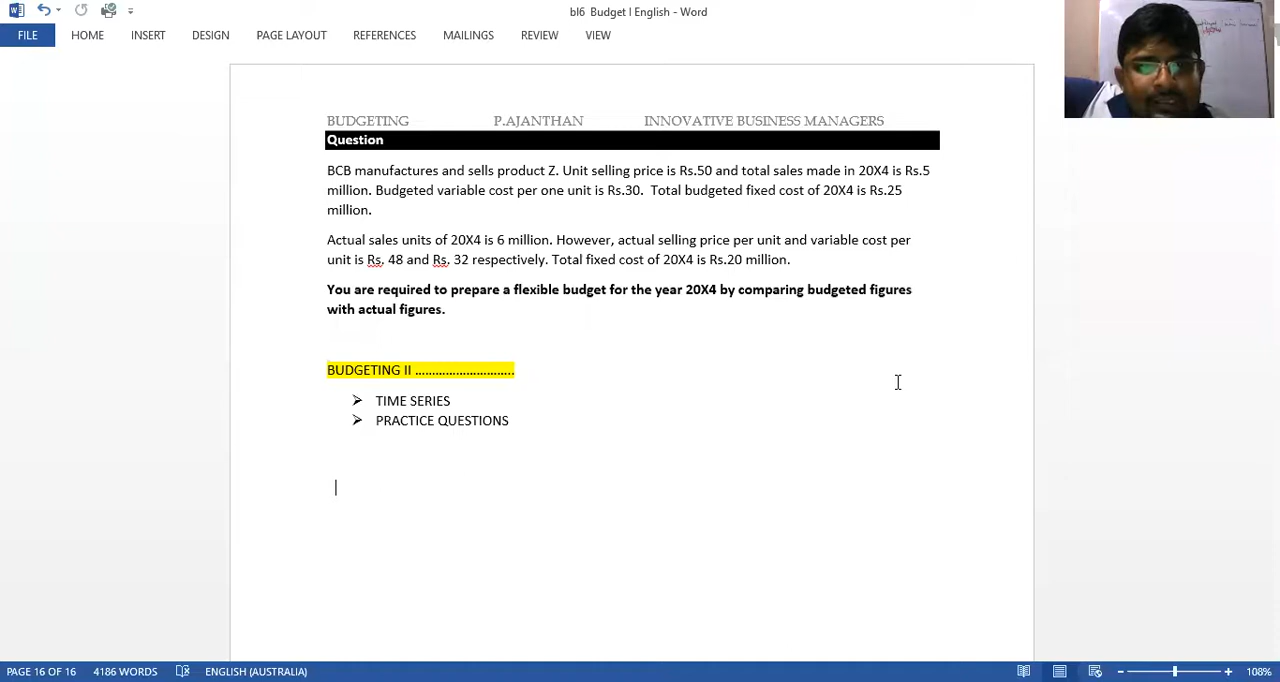 bl6 Budget I English - Word
FILE HOME INSERT DESIGN PAGE LAYOUT REFERENCES MAILINGS REVIEW VIEW
BUDGETING P.AJANTHAN INNOVATIVE BUSINESS MANAGERS
Question
BCB manufactures and sells product Z. Unit selling price is Rs.50 and total sales made in 20X4 is Rs.5
million. Budgeted variable cost per one unit is Rs.30. Total budgeted fixed cost of 20X4 is Rs.25
million.
Actual sales units of 20X4 is 6 million. However, actual selling price per unit and variable cost per
unit is Rs. 48 and Rs. 32 respectively. Total fixed cost of 20X4 is Rs.20 million.
You are required to prepare a flexible budget for the year 20X4 by comparing budgeted figures
with actual figures.
BUDGETING II ………………………..
➢ TIME SERIES
➢ PRACTICE QUESTIONS
PAGE 16 OF 16 4186 WORDS ENGLISH (AUSTRALIA) 108%